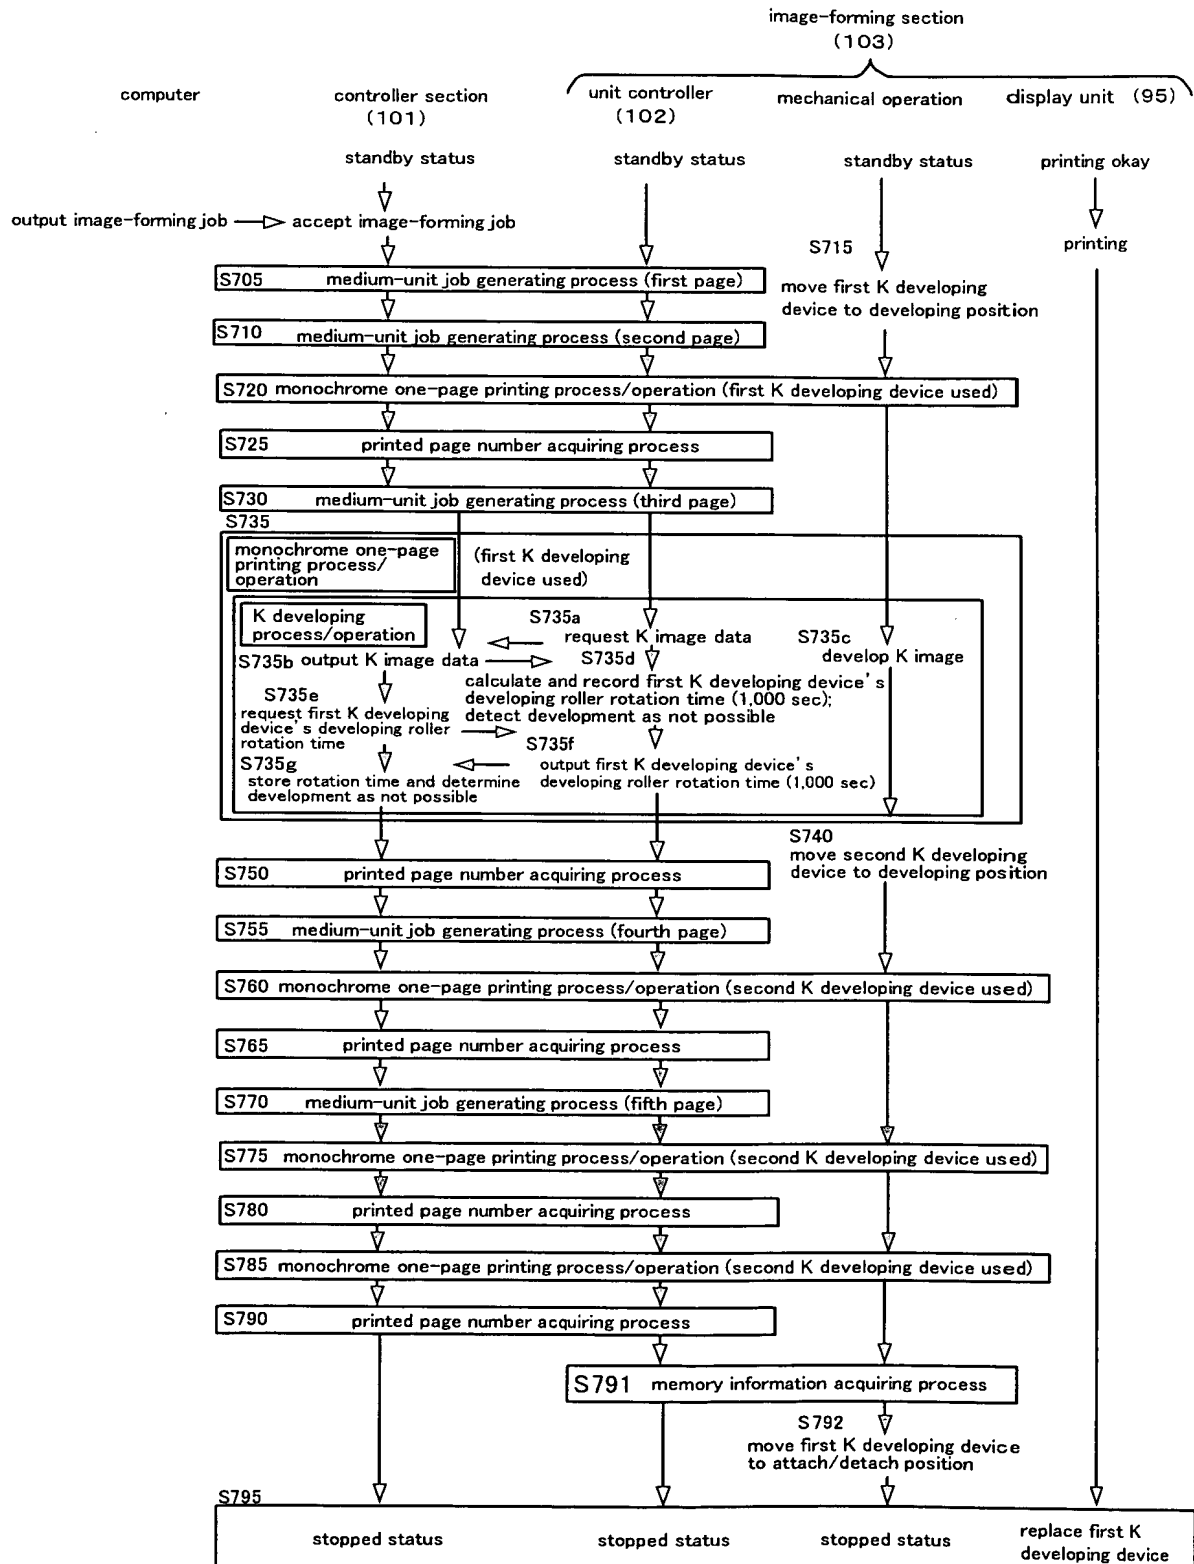 image-forming section
(103)
computer
controller section
(101)
unit controller
(102)
mechanical operation
display unit (95)
standby status
standby status
standby status
printing okay
output image-forming job
accept image-forming job
printing
S715
move first K developing
device to developing position
S705 medium-unit job generating process (first page)
S710 medium-unit job generating process (second page)
S720 monochrome one-page printing process/operation (first K developing device used)
S725 printed page number acquiring process
S730 medium-unit job generating process (third page)
S735
monochrome one-page
printing process/
operation
(first K developing
device used)
K developing
process/operation
S735a
request K image data
S735c
develop K image
S735b output K image data
S735d
calculate and record first K developing device's
developing roller rotation time (1,000 sec);
detect development as not possible
S735e
request first K developing
device's developing roller
rotation time
S735f
output first K developing device's
developing roller rotation time (1,000 sec)
S735g
store rotation time and determine
development as not possible
S740
move second K developing
device to developing position
S750 printed page number acquiring process
S755 medium-unit job generating process (fourth page)
S760 monochrome one-page printing process/operation (second K developing device used)
S765 printed page number acquiring process
S770 medium-unit job generating process (fifth page)
S775 monochrome one-page printing process/operation (second K developing device used)
S780 printed page number acquiring process
S785 monochrome one-page printing process/operation (second K developing device used)
S790 printed page number acquiring process
S791 memory information acquiring process
S792
move first K developing device
to attach/detach position
S795
stopped status
stopped status
stopped status
replace first K
developing device